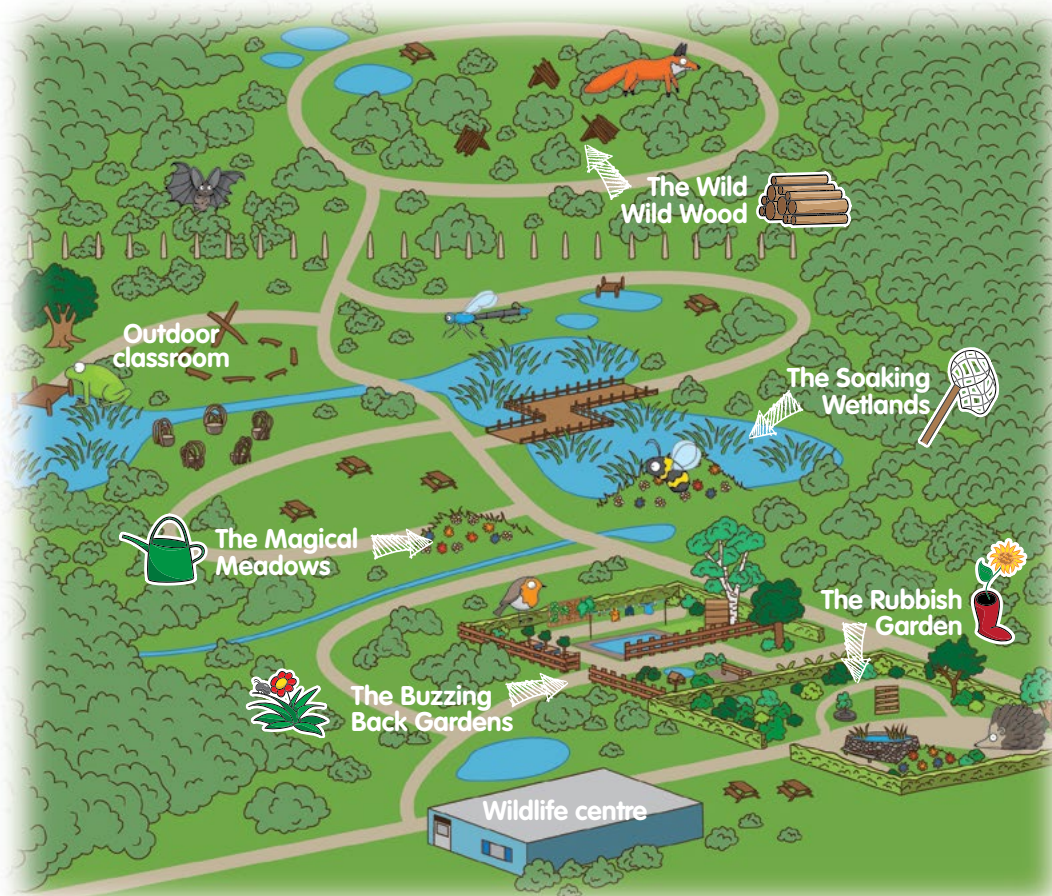 The Wild
Wild Wood
Outdoor
classroom
The Soaking
Wetlands
The Magical
Meadows
The Rubbish
Garden
The Buzzing
Back Gardens
Wildlife centre